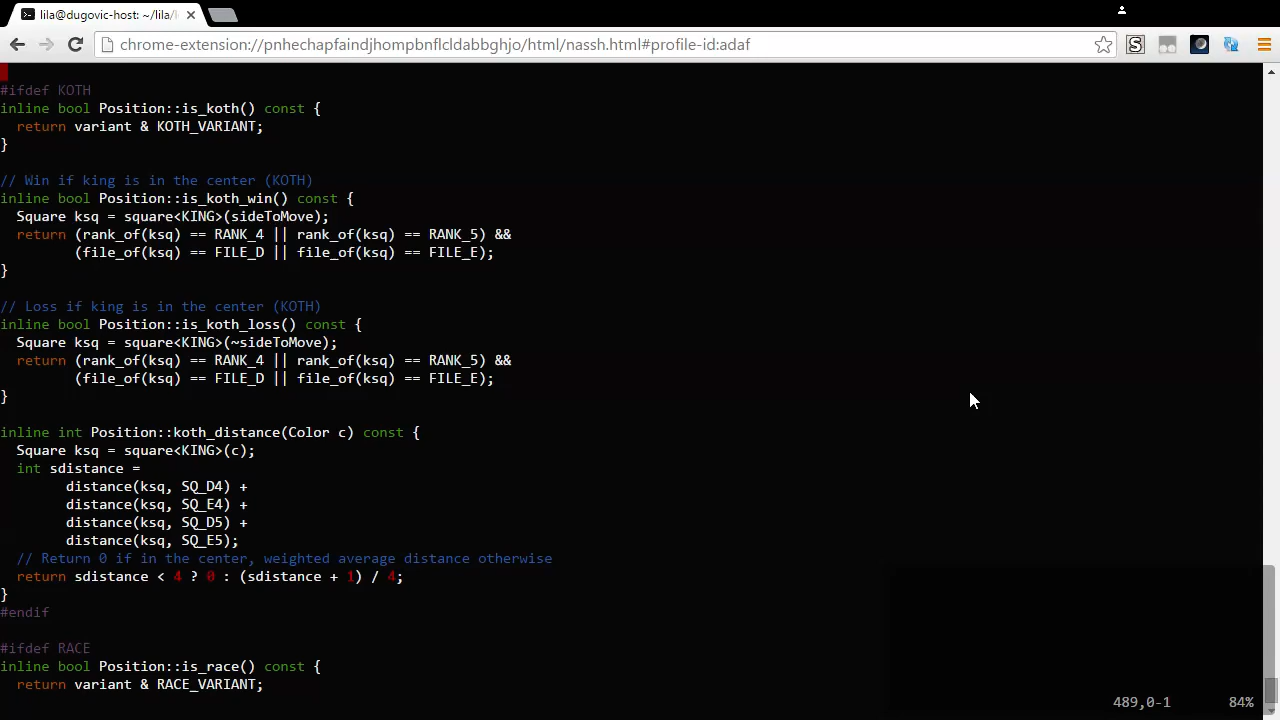 lila@dugovic-host: ~/lila/l
chrome-extension://pnhechapfaindjhompbnflcldabbghjo/html/nassh.html#profile-id:adaf
#ifdef KOTH
inline bool Position::is_koth() const {
  return variant & KOTH_VARIANT;
}
// Win if king is in the center (KOTH)
inline bool Position::is_koth_win() const {
  Square ksq = square<KING>(sideToMove);
  return (rank_of(ksq) == RANK_4 || rank_of(ksq) == RANK_5) &&
         (file_of(ksq) == FILE_D || file_of(ksq) == FILE_E);
}
// Loss if king is in the center (KOTH)
inline bool Position::is_koth_loss() const {
  Square ksq = square<KING>(~sideToMove);
  return (rank_of(ksq) == RANK_4 || rank_of(ksq) == RANK_5) &&
         (file_of(ksq) == FILE_D || file_of(ksq) == FILE_E);
}
inline int Position::koth_distance(Color c) const {
  Square ksq = square<KING>(c);
  int sdistance =
        distance(ksq, SQ_D4) +
        distance(ksq, SQ_E4) +
        distance(ksq, SQ_D5) +
        distance(ksq, SQ_E5);
  // Return 0 if in the center, weighted average distance otherwise
  return sdistance < 4 ? 0 : (sdistance + 1) / 4;
}
#endif
#ifdef RACE
inline bool Position::is_race() const {
  return variant & RACE_VARIANT;
489,0-1 84%